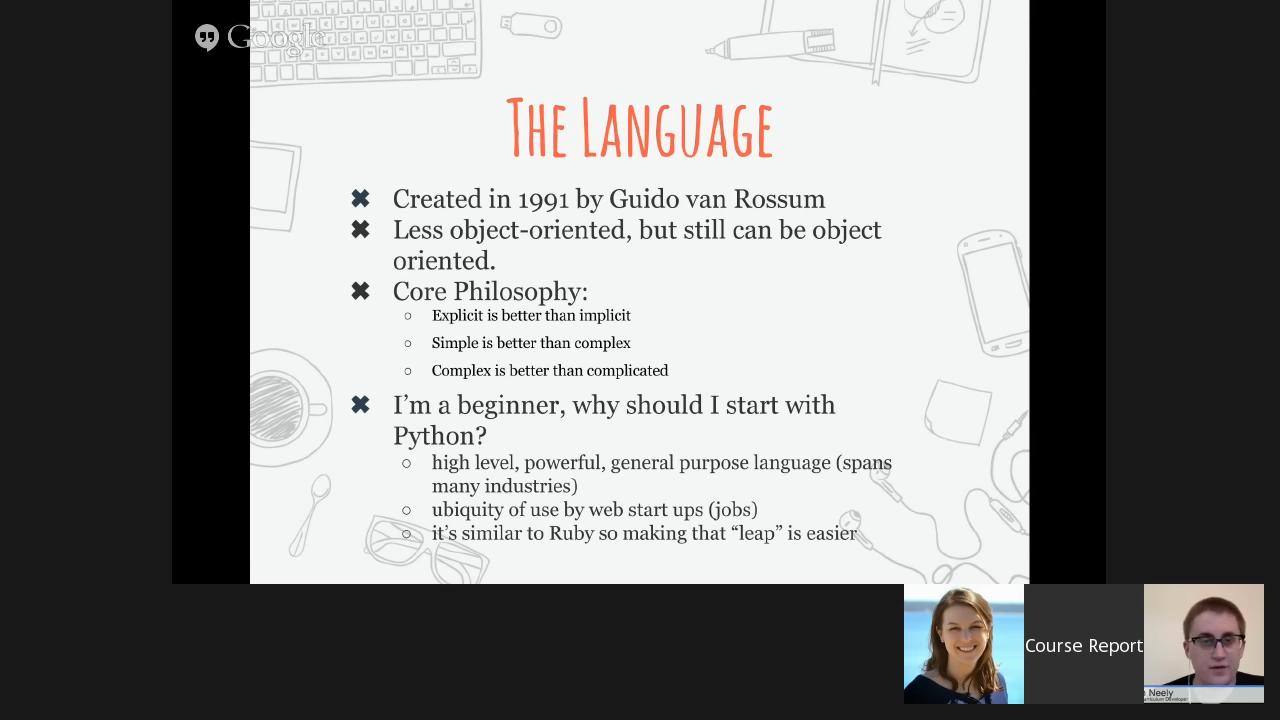 Google
The Language
Created in 1991 by Guido van Rossum
Less object-oriented, but still can be object
oriented.
Core Philosophy:
Explicit is better than implicit
Simple is better than complex
Complex is better than complicated
I'm a beginner, why should I start with
Python?
high level, powerful, general purpose language (spans
many industries)
ubiquity of use by web start ups (jobs)
it's similar to Ruby so making that “leap” is easier
Course Report
Neely
Developer